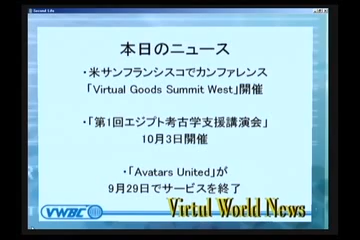 Second Life
本日のニュース
・米サンフランシスコでカンファレンス
「Virtual Goods Summit West」開催
・「第1回エジプト考古学支援講演会」
10月3日開催
・「Avatars United」が
9月29日でサービスを終了
VWBC
Virtul World News